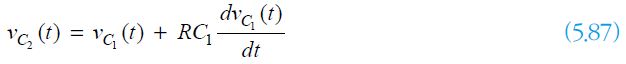 v_{C_2}(t) = v_{C_1}(t) + RC_1 \frac{dv_{C_1}(t)}{dt} (5.87)